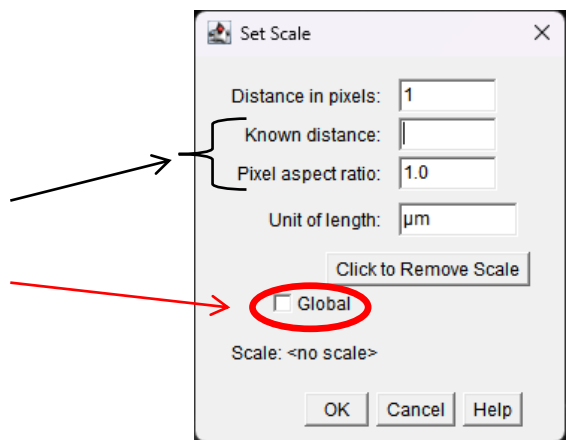 Set Scale
Distance in pixels: 1
Known distance:
Pixel aspect ratio: 1.0
Unit of length: µm
Click to Remove Scale
Global
Scale: <no scale>
OK Cancel Help